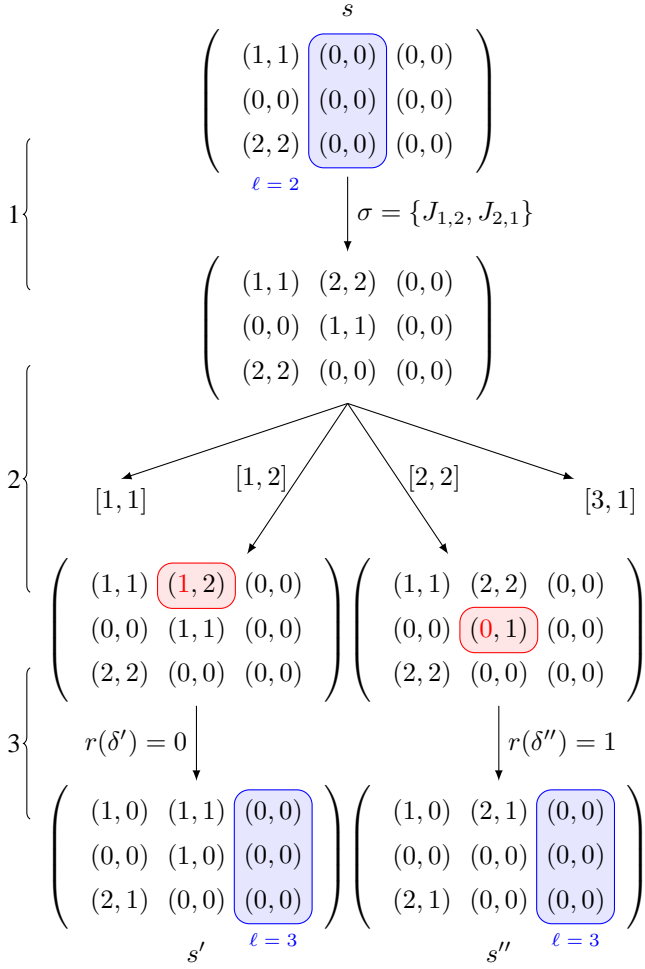 s
(1, 1) (0, 0) (0, 0)
(0, 0) (0, 0) (0, 0)
(2, 2) (0, 0) (0, 0)
ℓ = 2
1
σ = {J₁,₂, J₂,₁}
(1, 1) (2, 2) (0, 0)
(0, 0) (1, 1) (0, 0)
(2, 2) (0, 0) (0, 0)
2
[1, 1] [1, 2] [2, 2] [3, 1]
(1, 1) (1, 2) (0, 0) (1, 1) (2, 2) (0, 0)
(0, 0) (1, 1) (0, 0) (0, 0) (0, 1) (0, 0)
(2, 2) (0, 0) (0, 0) (2, 2) (0, 0) (0, 0)
3
r(δ′) = 0 r(δ″) = 1
(1, 0) (1, 1) (0, 0) (1, 0) (2, 1) (0, 0)
(0, 0) (1, 0) (0, 0) (0, 0) (0, 0) (0, 0)
(2, 1) (0, 0) (0, 0) (2, 1) (0, 0) (0, 0)
ℓ = 3 ℓ = 3
s′ s″